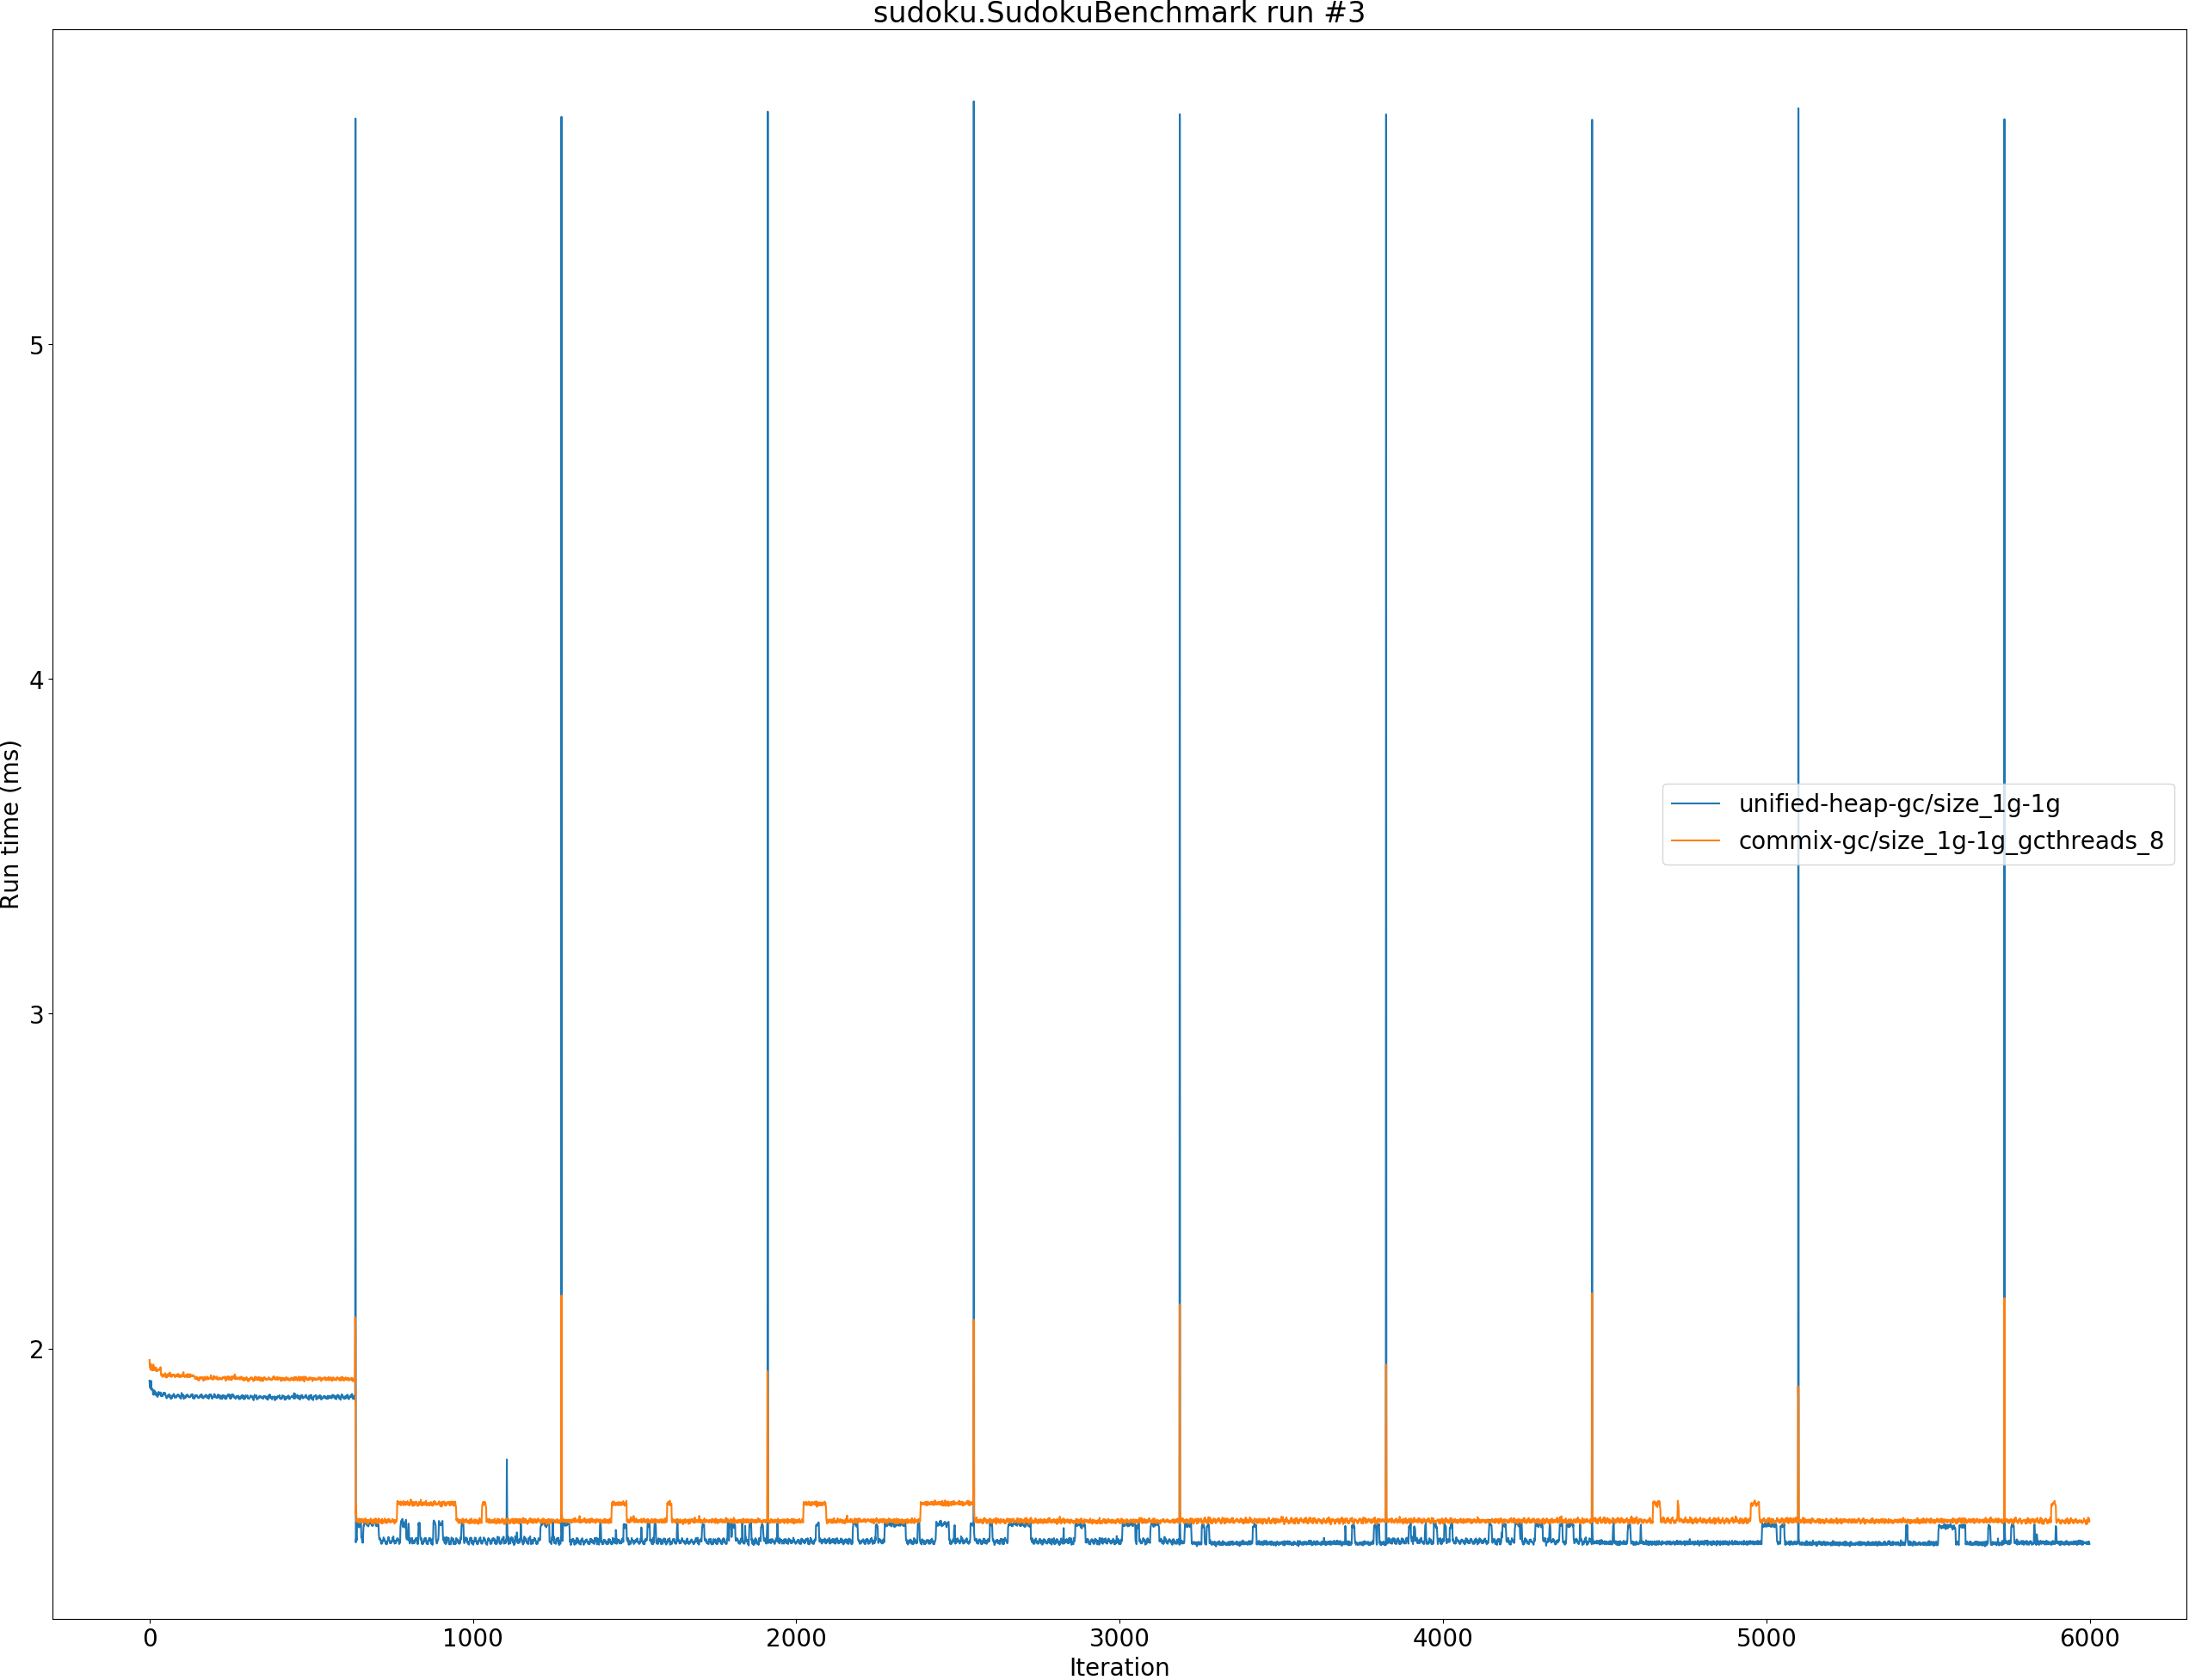 sudoku.SudokuBenchmark run #3
Run time (ms)
5
4
3
2
unified-heap-gc/size_1g-1g
commix-gc/size_1g-1g_gcthreads_8
0 1000 2000 3000 4000 5000 6000
Iteration